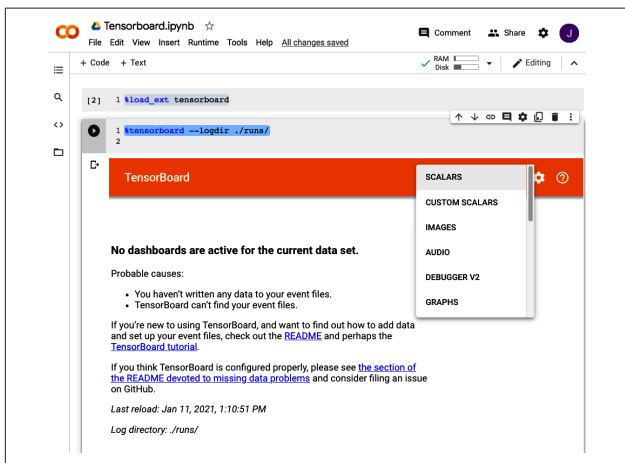 Tensorboard.ipynb
Comment
Share
J
File Edit View Insert Runtime Tools Help All changes saved
+ Code + Text
RAM
Disk
Editing
[2] 1 %load_ext tensorboard
1 %tensorboard --logdir ./runs/
2
TensorBoard
SCALARS
CUSTOM SCALARS
IMAGES
AUDIO
DEBUGGER V2
GRAPHS
No dashboards are active for the current data set.
Probable causes:
• You haven't written any data to your event files.
• TensorBoard can't find your event files.
If you're new to using TensorBoard, and want to find out how to add data
and set up your event files, check out the README and perhaps the
TensorBoard tutorial.
If you think TensorBoard is configured properly, please see the section of
the README devoted to missing data problems and consider filing an issue
on GitHub.
Last reload: Jan 11, 2021, 1:10:51 PM
Log directory: ./runs/